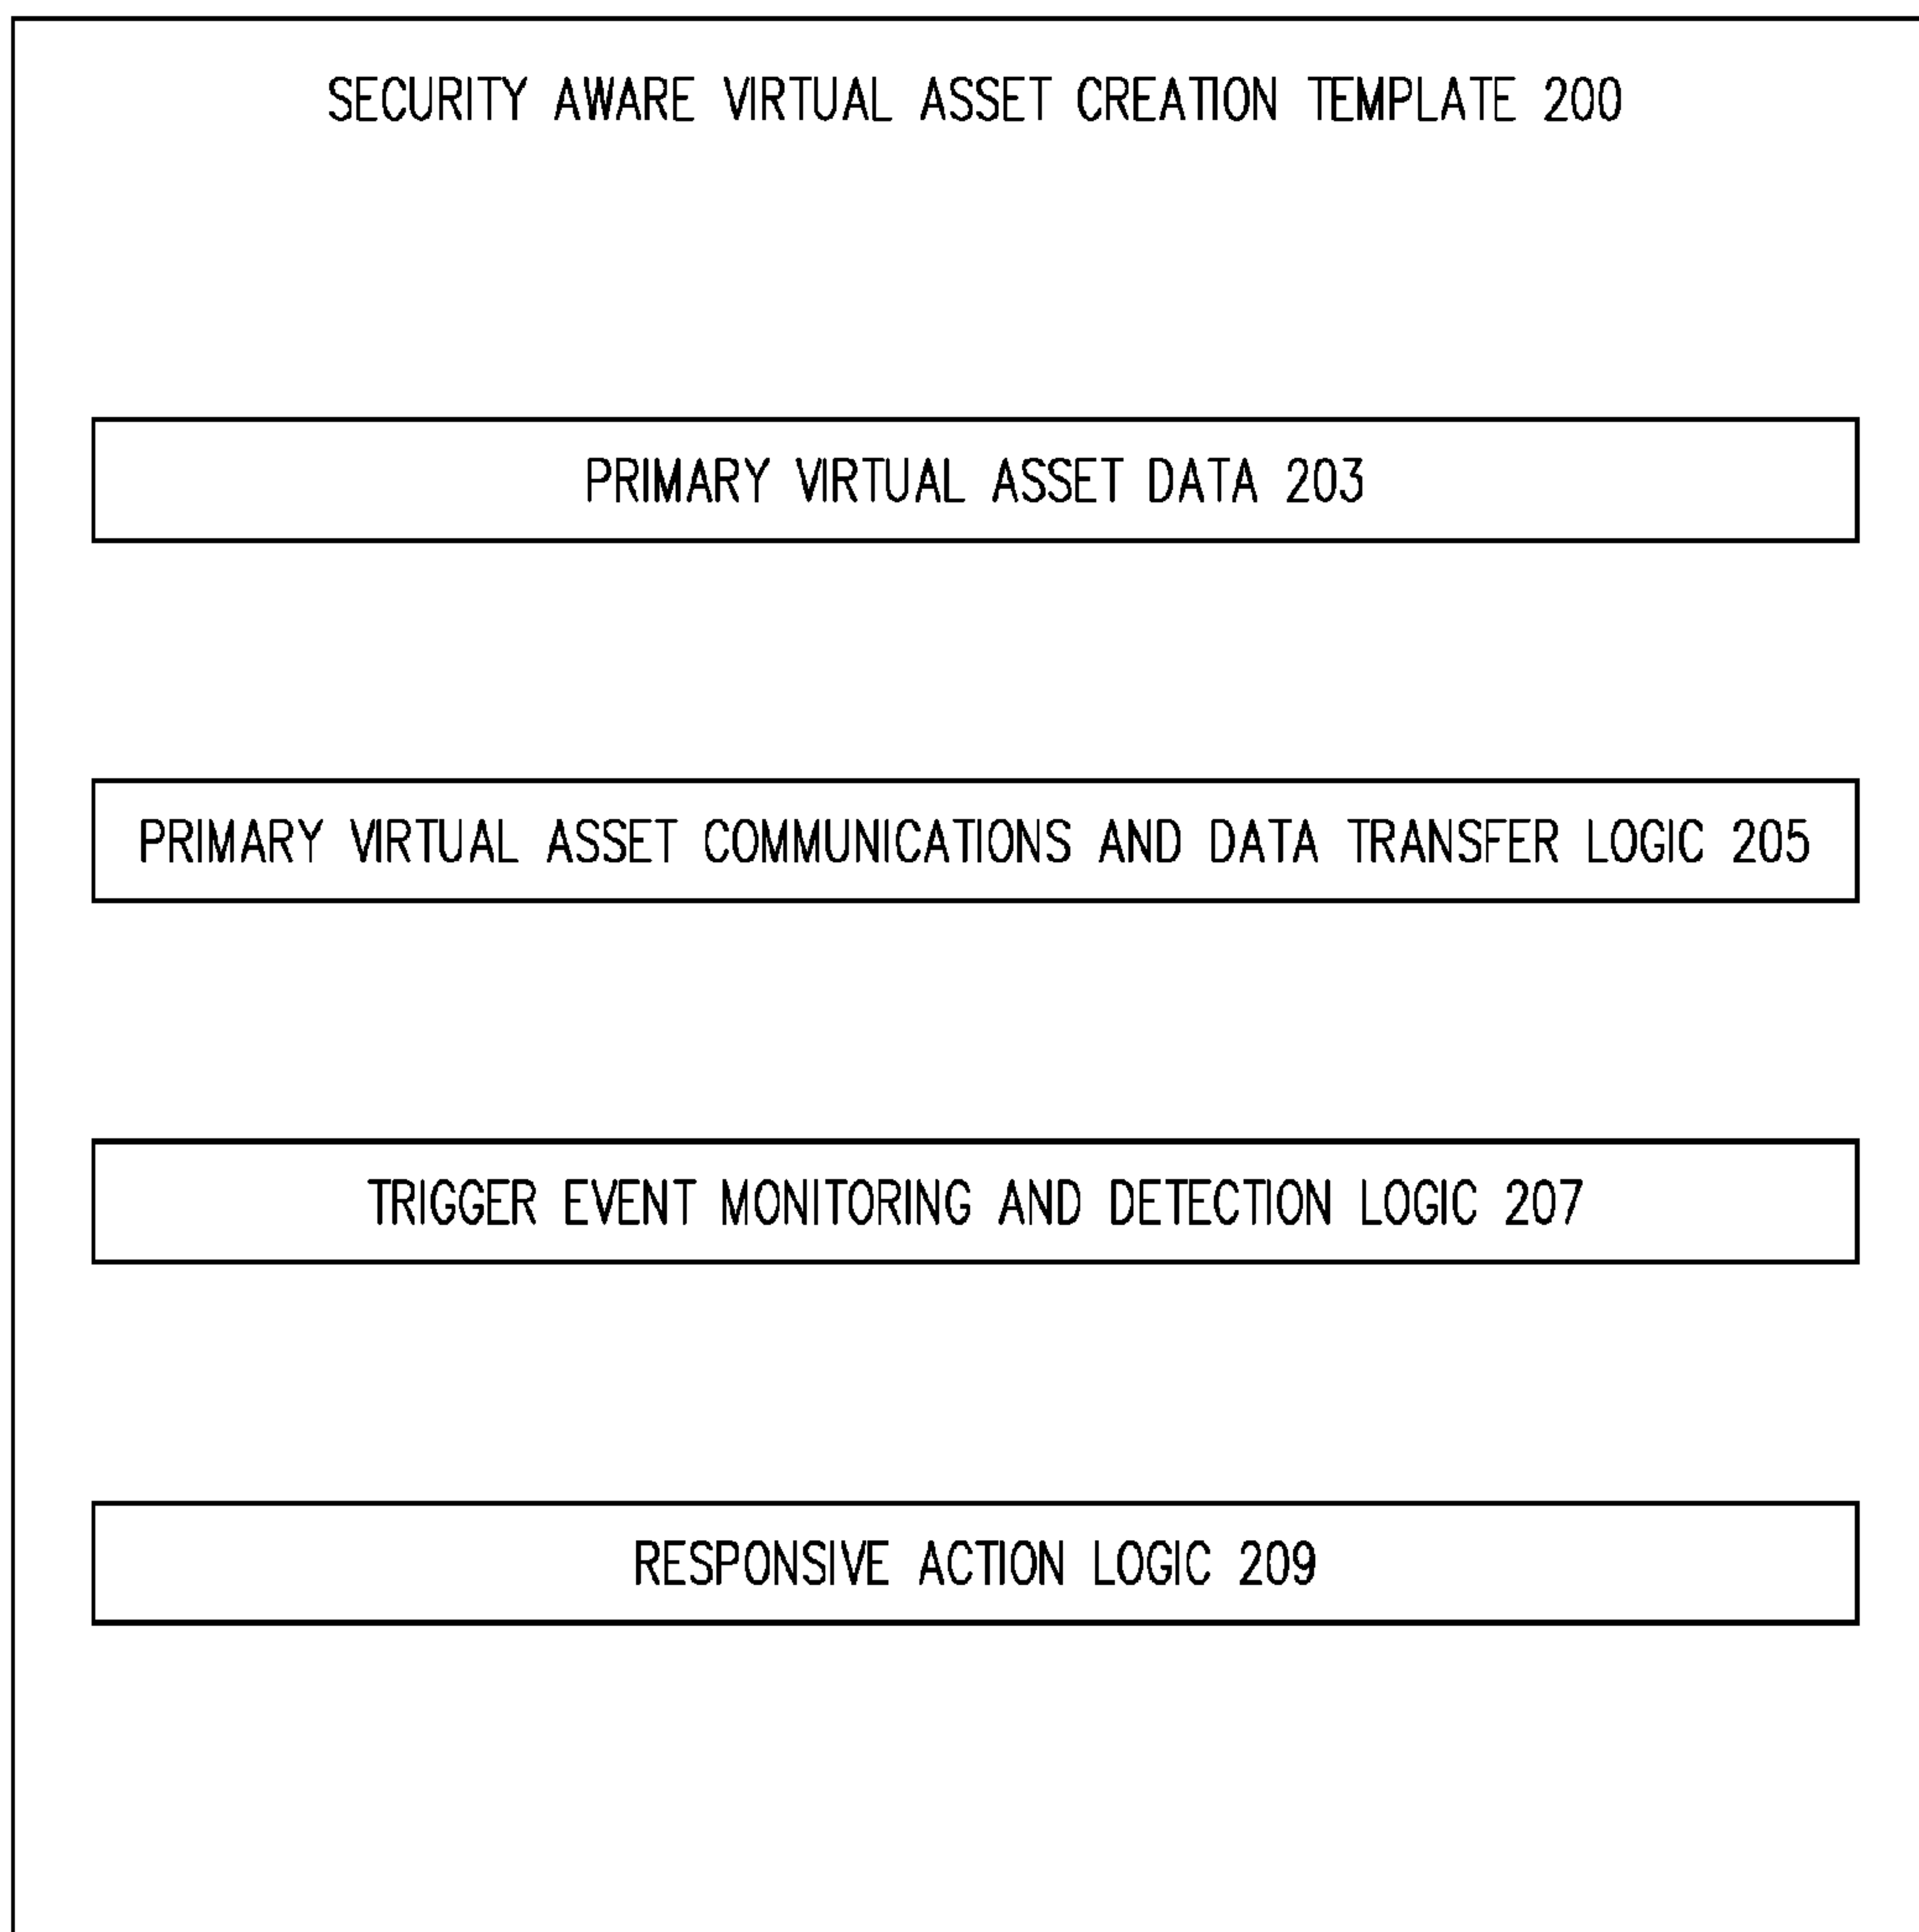 SECURITY AWARE VIRTUAL ASSET CREATION TEMPLATE 200
PRIMARY VIRTUAL ASSET DATA 203
PRIMARY VIRTUAL ASSET COMMUNICATIONS AND DATA TRANSFER LOGIC 205
TRIGGER EVENT MONITORING AND DETECTION LOGIC 207
RESPONSIVE ACTION LOGIC 209